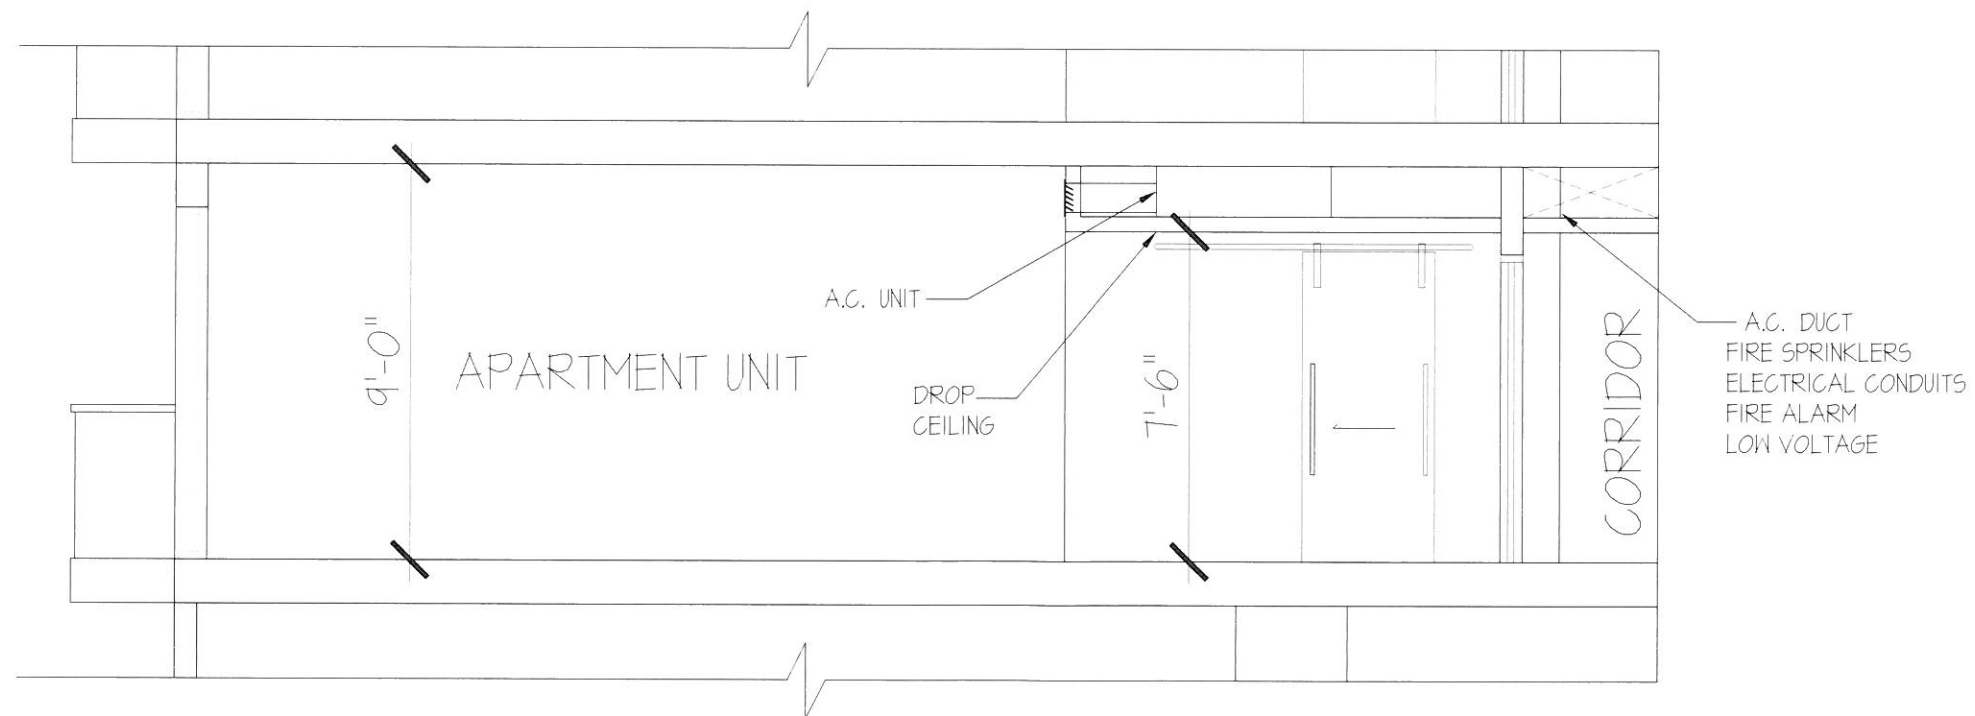 A.C. UNIT
9'-0"
APARTMENT UNIT
DROP
CEILING
7'-6"
CORRIDOR
A.C. DUCT
FIRE SPRINKLERS
ELECTRICAL CONDUITS
FIRE ALARM
LOW VOLTAGE